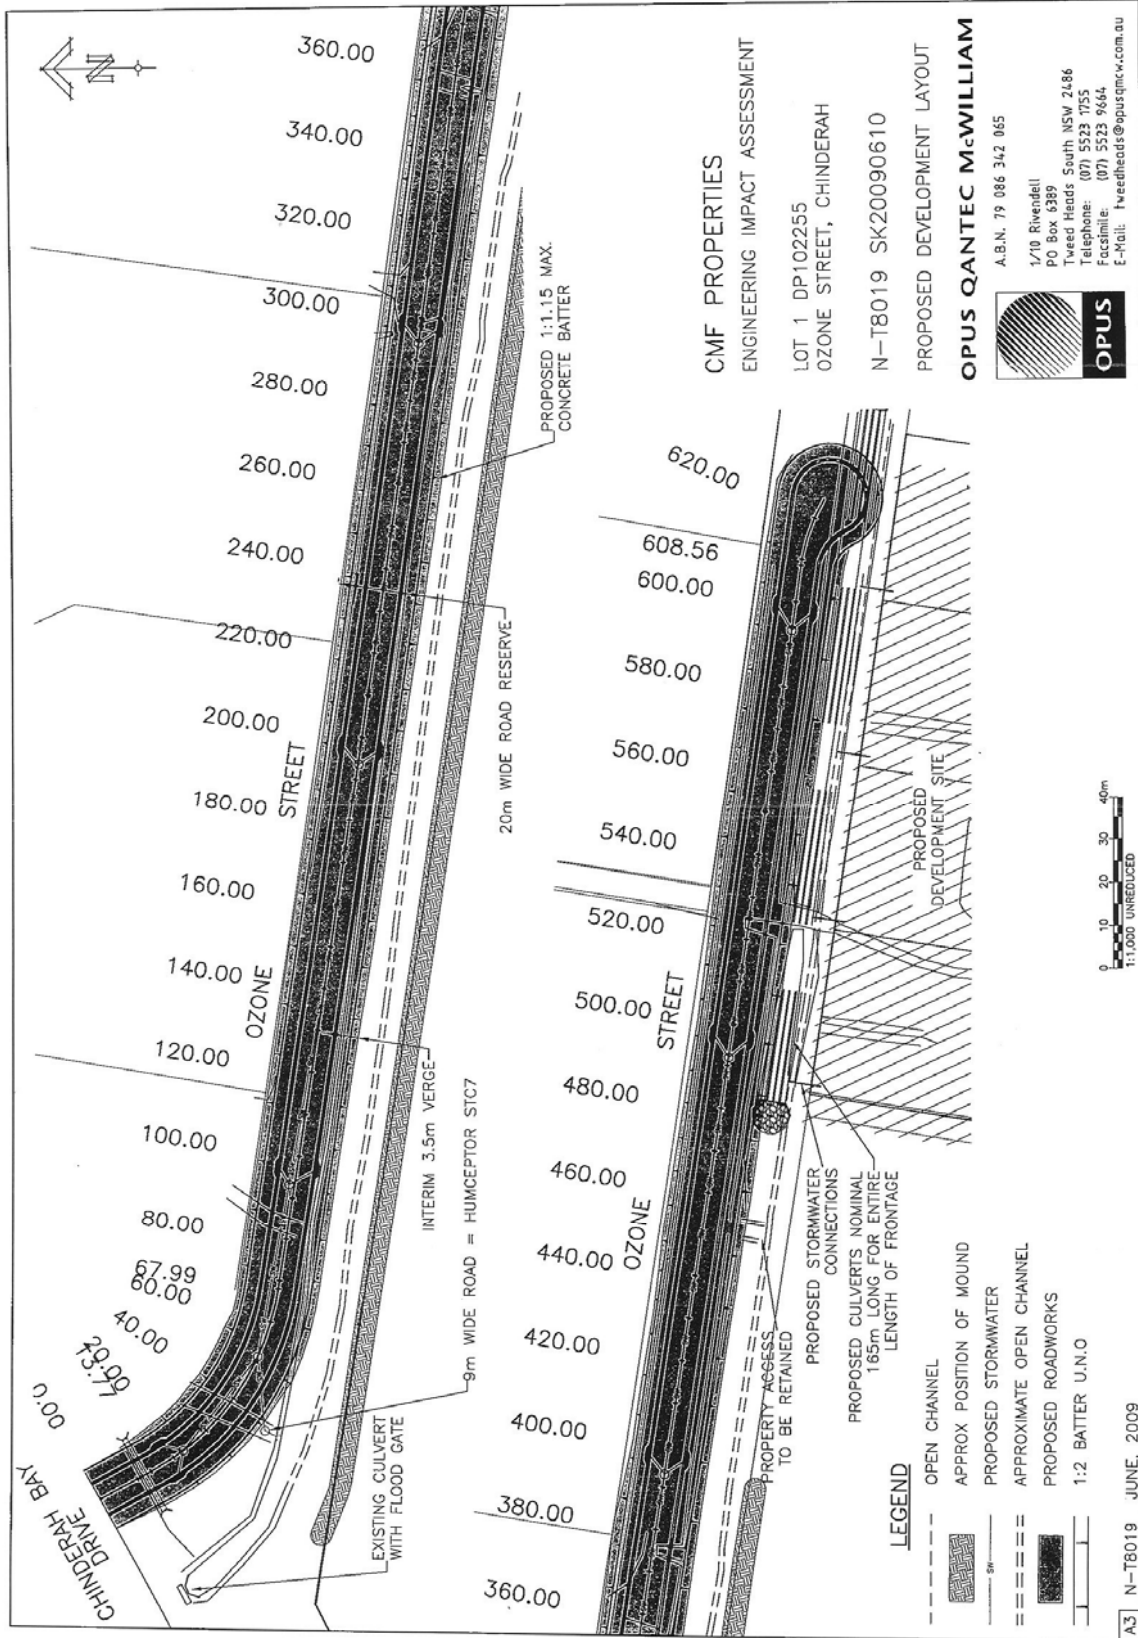 CHINDERAH BAY
DRIVE
0.00
13.77
20.00
40.00
60.00
67.99
80.00
100.00
120.00
140.00
160.00
180.00
200.00
220.00
240.00
260.00
280.00
300.00
320.00
340.00
360.00
N
OZONE
STREET
EXISTING CULVERT
WITH FLOOD GATE
9m WIDE ROAD = HUMCEPTOR STC7
INTERIM 3.5m VERGE
20m WIDE ROAD RESERVE
PROPOSED 1:1.15 MAX.
CONCRETE BATTER
360.00
380.00
400.00
420.00
440.00
460.00
480.00
500.00
520.00
540.00
560.00
580.00
600.00
608.56
620.00
OZONE
STREET
PROPERTY ACCESS
TO BE RETAINED
PROPOSED STORMWATER
CONNECTIONS
PROPOSED CULVERTS NOMINAL
165m LONG FOR ENTIRE
LENGTH OF FRONTAGE
PROPOSED
DEVELOPMENT SITE
LEGEND
OPEN CHANNEL
APPROX POSITION OF MOUND
SW
PROPOSED STORMWATER
APPROXIMATE OPEN CHANNEL
PROPOSED ROADWORKS
1:2 BATTER U.N.O
0 10 20 30 40m
1:1,000 UNREDUCED
A3 N-T8019 JUNE, 2009
CMF PROPERTIES
ENGINEERING IMPACT ASSESSMENT
LOT 1 DP102255
OZONE STREET, CHINDERAH
N-T8019 SK20090610
PROPOSED DEVELOPMENT LAYOUT
OPUS QANTEC McWILLIAM
A.B.N. 79 086 342 065
OPUS
1/10 Rivendell
PO Box 6389
Tweed Heads South NSW 2486
Telephone: (07) 5523 1755
Facsimile: (07) 5523 9664
E-Mail: tweedheads@opusqmcw.com.au